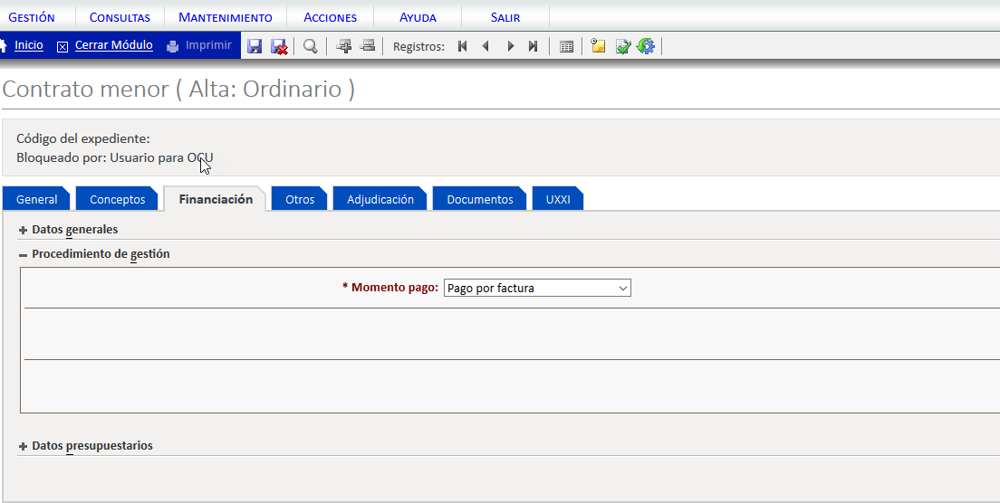 GESTIÓN CONSULTAS MANTENIMIENTO ACCIONES AYUDA SALIR
Inicio Cerrar Módulo Imprimir Registros:
Contrato menor ( Alta: Ordinario )
Código del expediente:
Bloqueado por: Usuario para OCU
General Conceptos Financiación Otros Adjudicación Documentos UXXI
Datos generales
Procedimiento de gestión
* Momento pago: Pago por factura
Datos presupuestarios